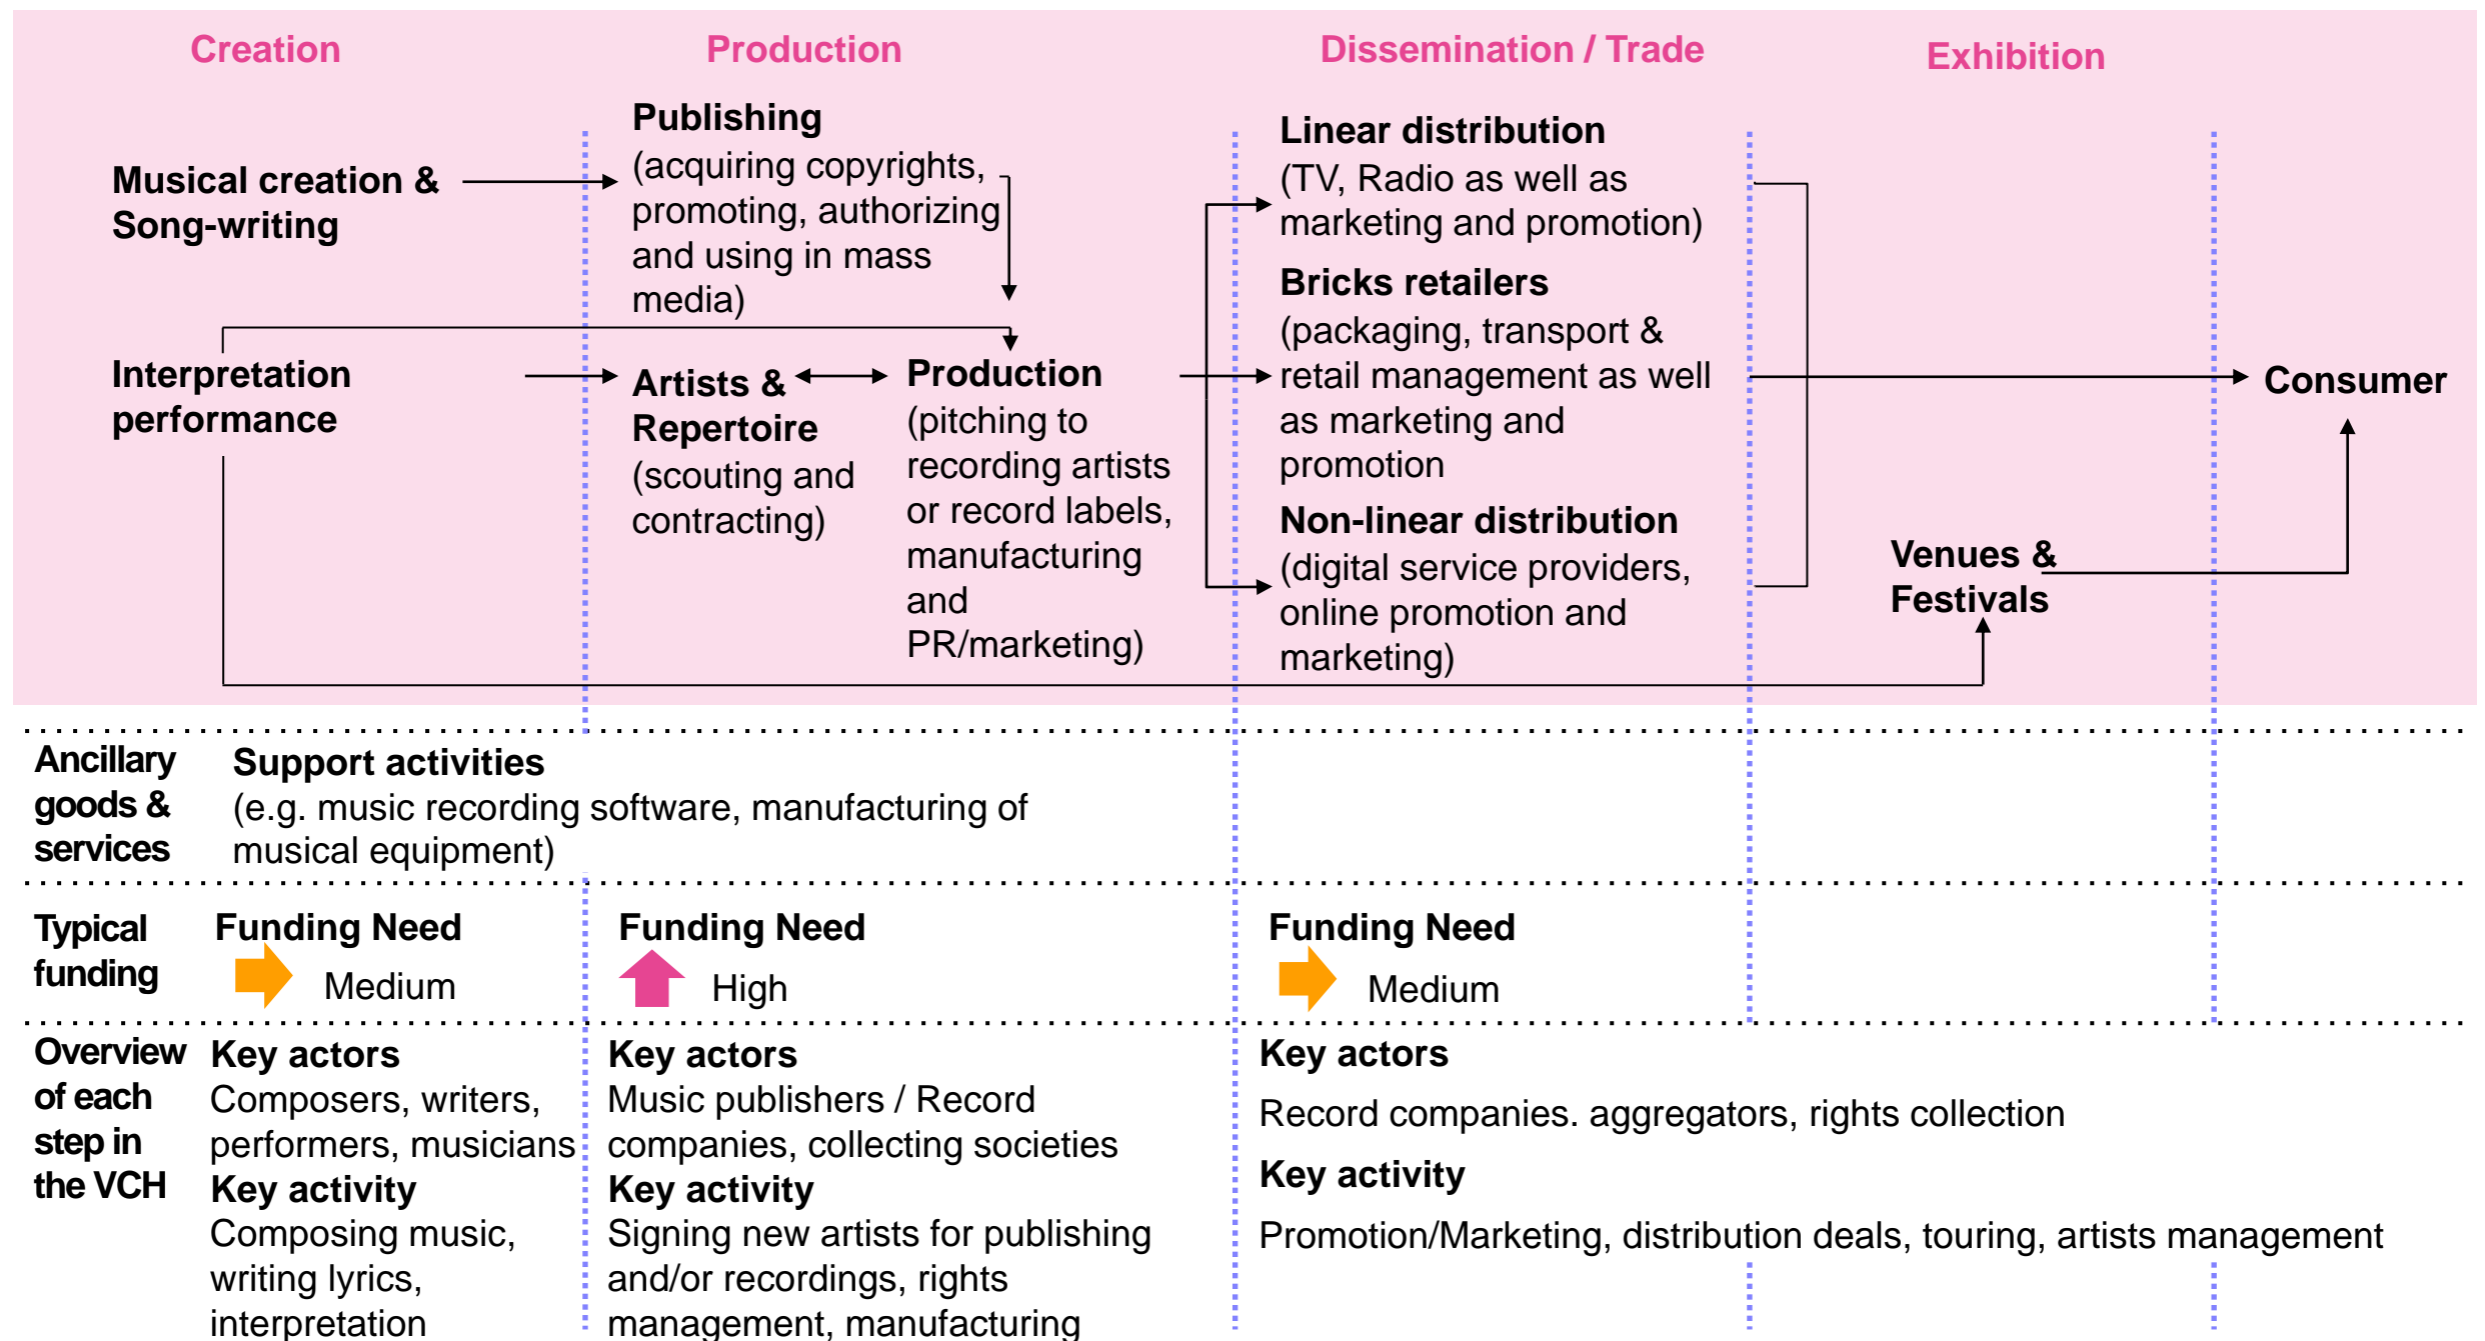 Creation
Production
Dissemination / Trade
Exhibition
Musical creation &
Song-writing
Publishing
(acquiring copyrights,
promoting, authorizing
and using in mass
media)
Interpretation
performance
Artists &
Repertoire
(scouting and
contracting)
Production
(pitching to
recording artists
or record labels,
manufacturing
and
PR/marketing)
Linear distribution
(TV, Radio as well as
marketing and promotion)
Bricks retailers
(packaging, transport &
retail management as well
as marketing and
promotion
Non-linear distribution
(digital service providers,
online promotion and
marketing)
Venues &
Festivals
Consumer
Ancillary
goods &
services
Support activities
(e.g. music recording software, manufacturing of
musical equipment)
Typical
funding
Funding Need
Medium
Funding Need
High
Funding Need
Medium
Overview
of each
step in
the VCH
Key actors
Composers, writers,
performers, musicians
Key activity
Composing music,
writing lyrics,
interpretation
Key actors
Music publishers / Record
companies, collecting societies
Key activity
Signing new artists for publishing
and/or recordings, rights
management, manufacturing
Key actors
Record companies. aggregators, rights collection
Key activity
Promotion/Marketing, distribution deals, touring, artists management